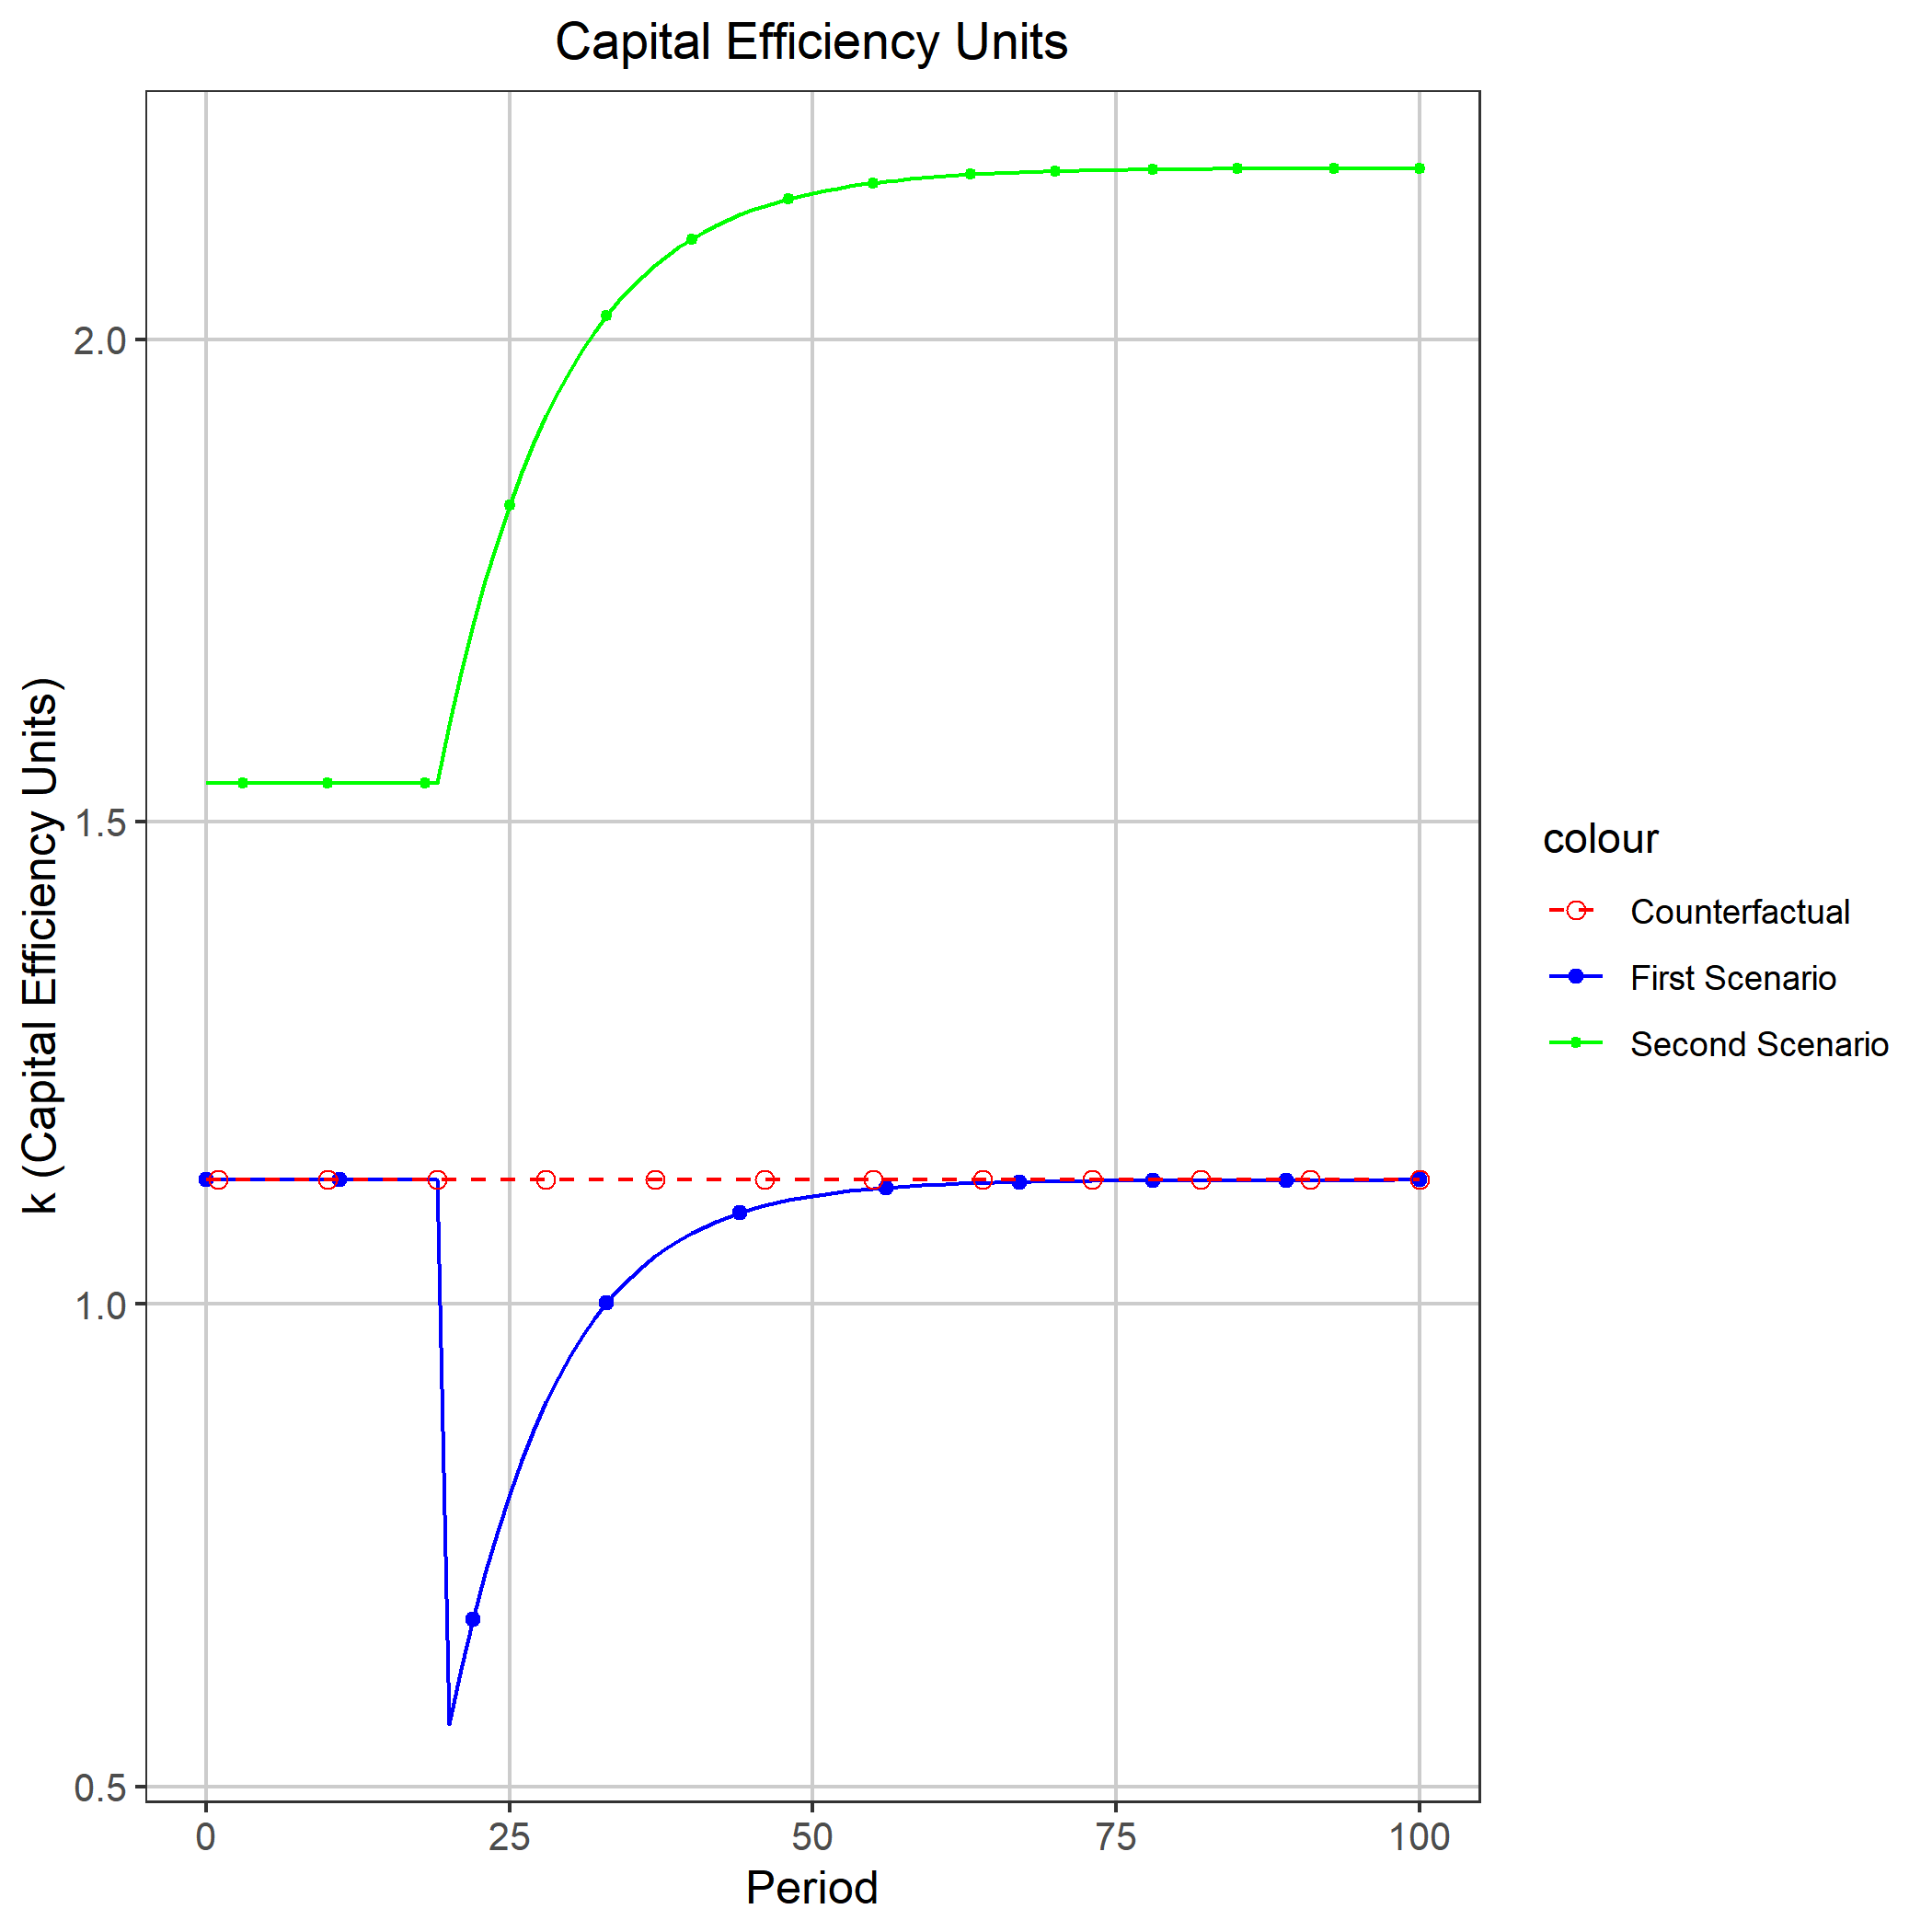 Capital Efficiency Units
k (Capital Efficiency Units)
2.0
1.5
1.0
0.5
0 25 50 75 100
Period
colour
Counterfactual
First Scenario
Second Scenario